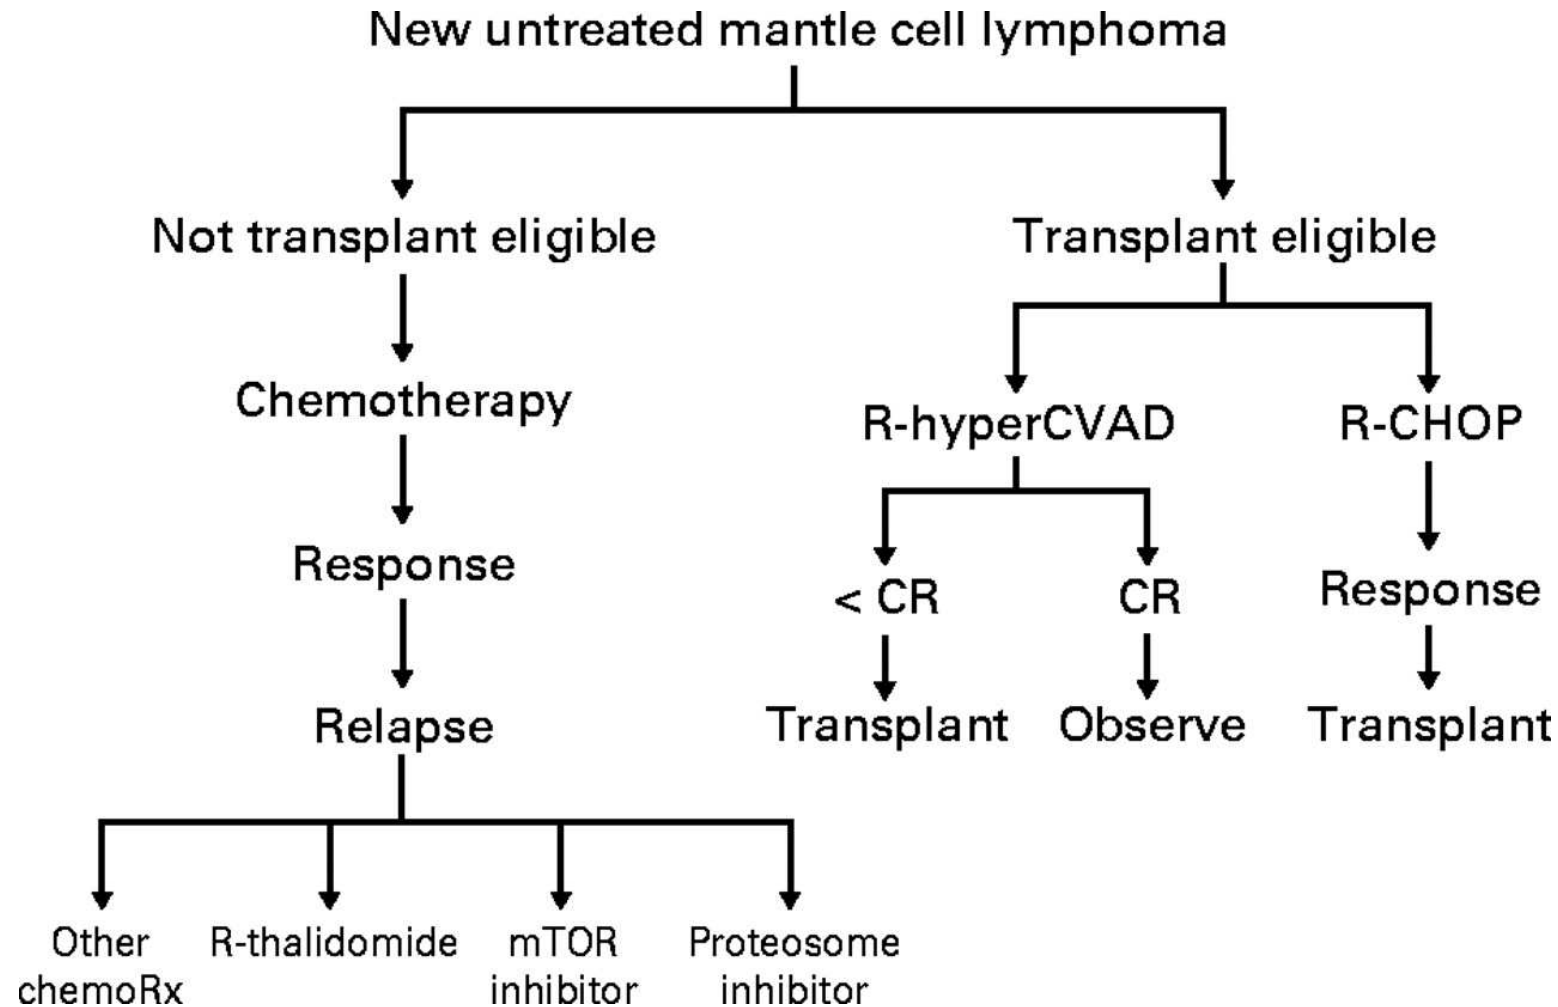 New untreated mantle cell lymphoma
Not transplant eligible
Transplant eligible
Chemotherapy
R-hyperCVAD
R-CHOP
Response
< CR
CR
Response
Relapse
Transplant
Observe
Transplant
Other
chemoRx
R-thalidomide
mTOR
inhibitor
Proteosome
inhibitor